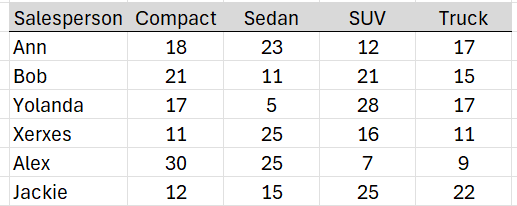 Salesperson Compact Sedan SUV Truck
Ann 18 23 12 17
Bob 21 11 21 15
Yolanda 17 5 28 17
Xerxes 11 25 16 11
Alex 30 25 7 9
Jackie 12 15 25 22